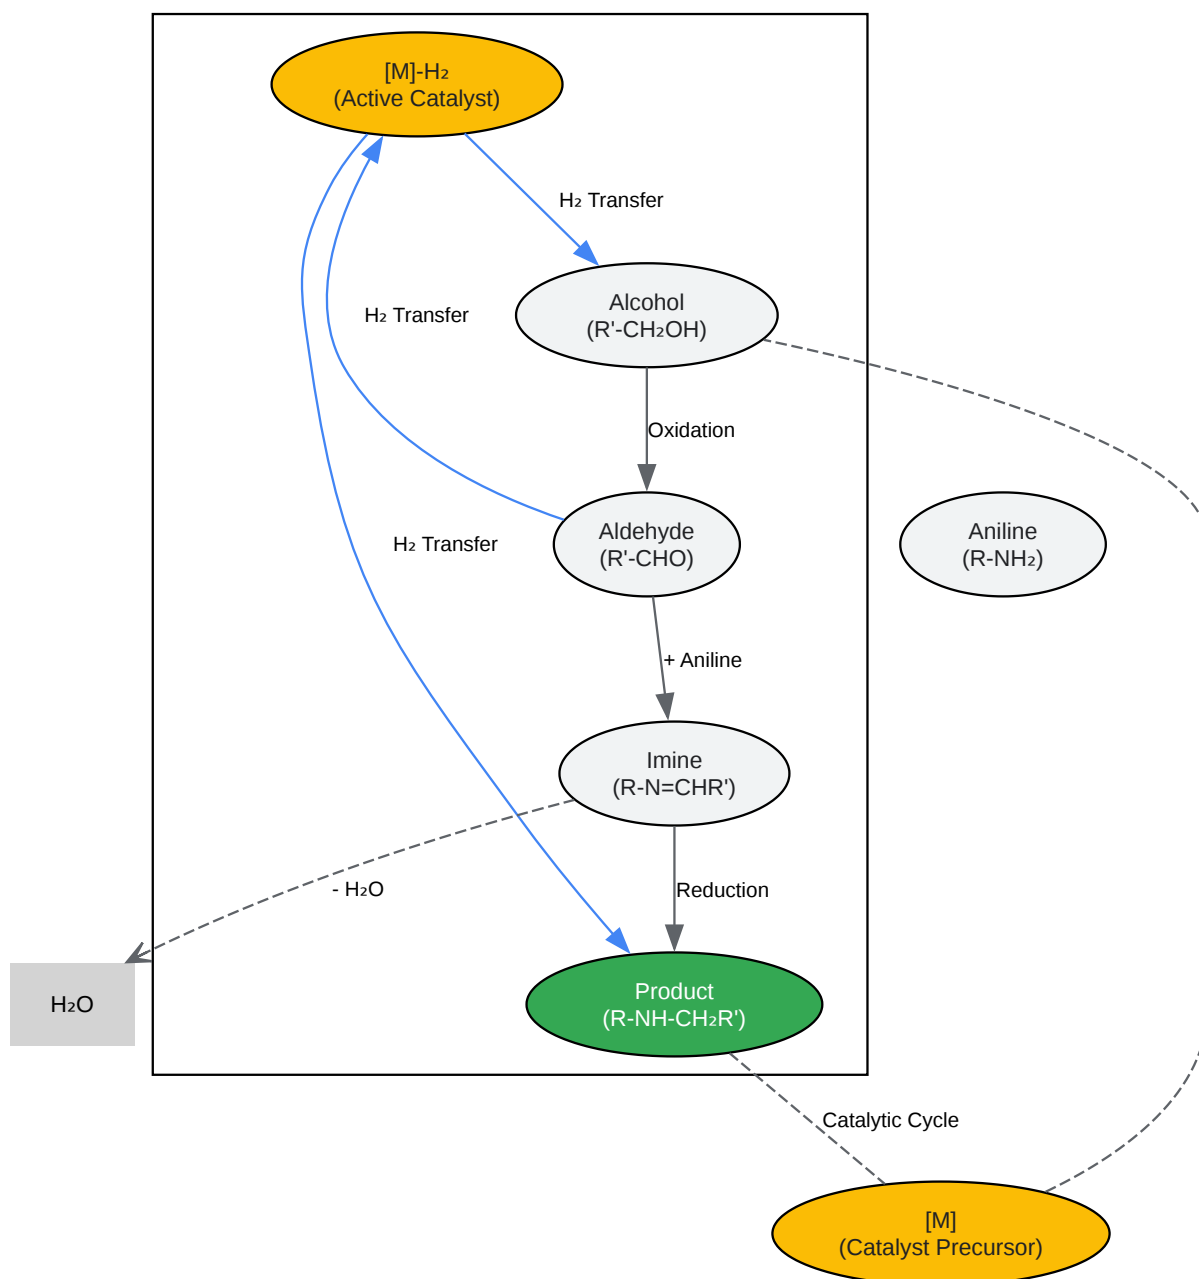 [M]-H₂
(Active Catalyst)
H₂ Transfer
Alcohol
(R'-CH₂OH)
H₂ Transfer
Oxidation
Aldehyde
(R'-CHO)
Aniline
(R-NH₂)
H₂ Transfer
+ Aniline
Imine
(R-N=CHR')
- H₂O
Reduction
H₂O
Product
(R-NH-CH₂R')
Catalytic Cycle
[M]
(Catalyst Precursor)